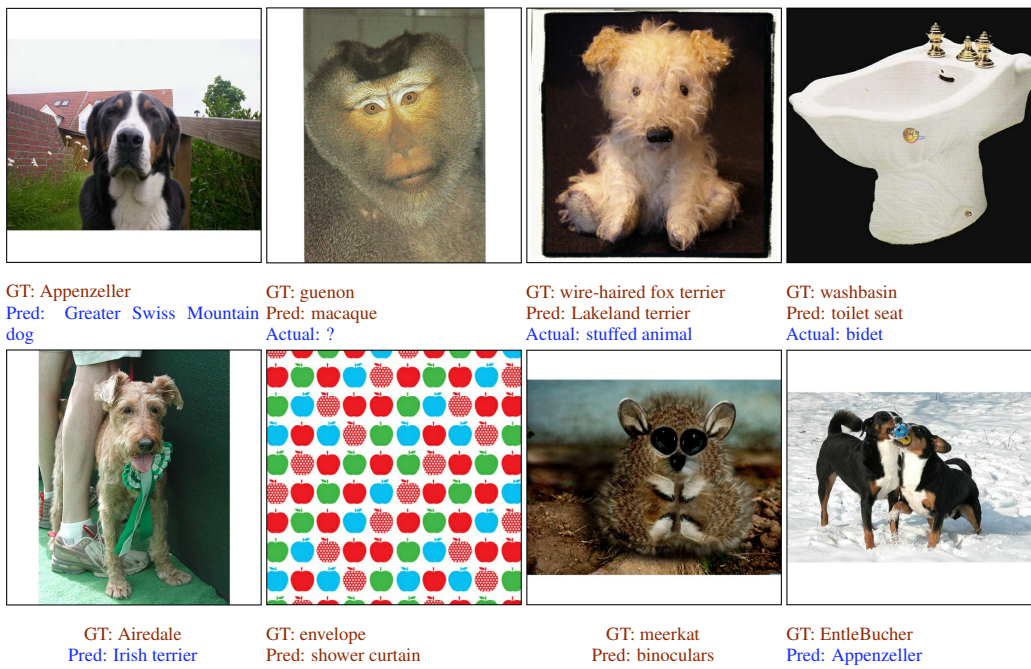 GT: Appenzeller
Pred: Greater Swiss Mountain
dog
GT: guenon
Pred: macaque
Actual: ?
GT: wire-haired fox terrier
Pred: Lakeland terrier
Actual: stuffed animal
GT: washbasin
Pred: toilet seat
Actual: bidet
GT: Airedale
Pred: Irish terrier
GT: envelope
Pred: shower curtain
GT: meerkat
Pred: binoculars
GT: EntleBucher
Pred: Appenzeller